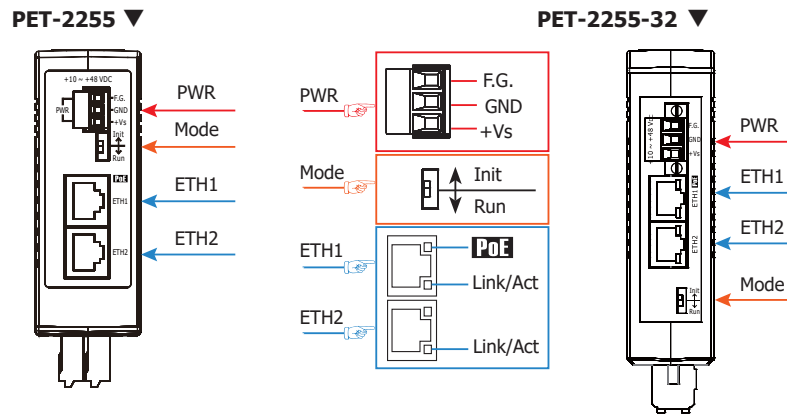 PET-2255 ▼
PET-2255-32 ▼
+10 ~ +48 VDC
PWR
F.G.
GND
+Vs
Init
Run
PoE
ETH1
ETH2
PWR
Mode
ETH1
ETH2
PWR
F.G.
GND
+Vs
Mode
Init
Run
ETH1
PoE
Link/Act
ETH2
Link/Act
+10 ~ +48 Vcc
F.G.
GND
+Vs
ETH1 PoE
ETH2
Init
Run
PWR
ETH1
ETH2
Mode